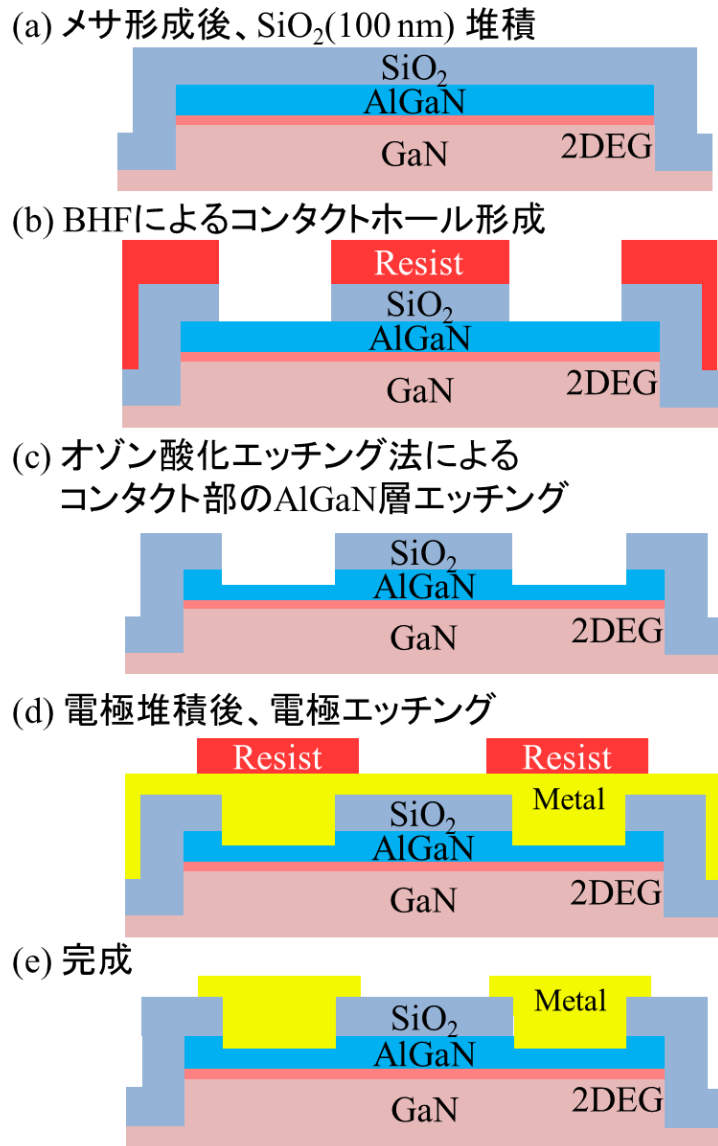 (a) メサ形成後、SiO₂(100 nm) 堆積
SiO₂
AlGaN
2DEG
GaN
(b) BHFによるコンタクトホール形成
Resist
SiO₂
AlGaN
2DEG
GaN
(c) オゾン酸化エッチング法による
コンタクト部のAlGaN層エッチング
SiO₂
AlGaN
2DEG
GaN
(d) 電極堆積後、電極エッチング
Resist Resist
Metal
SiO₂
AlGaN
2DEG
GaN
(e) 完成
Metal
SiO₂
AlGaN
2DEG
GaN